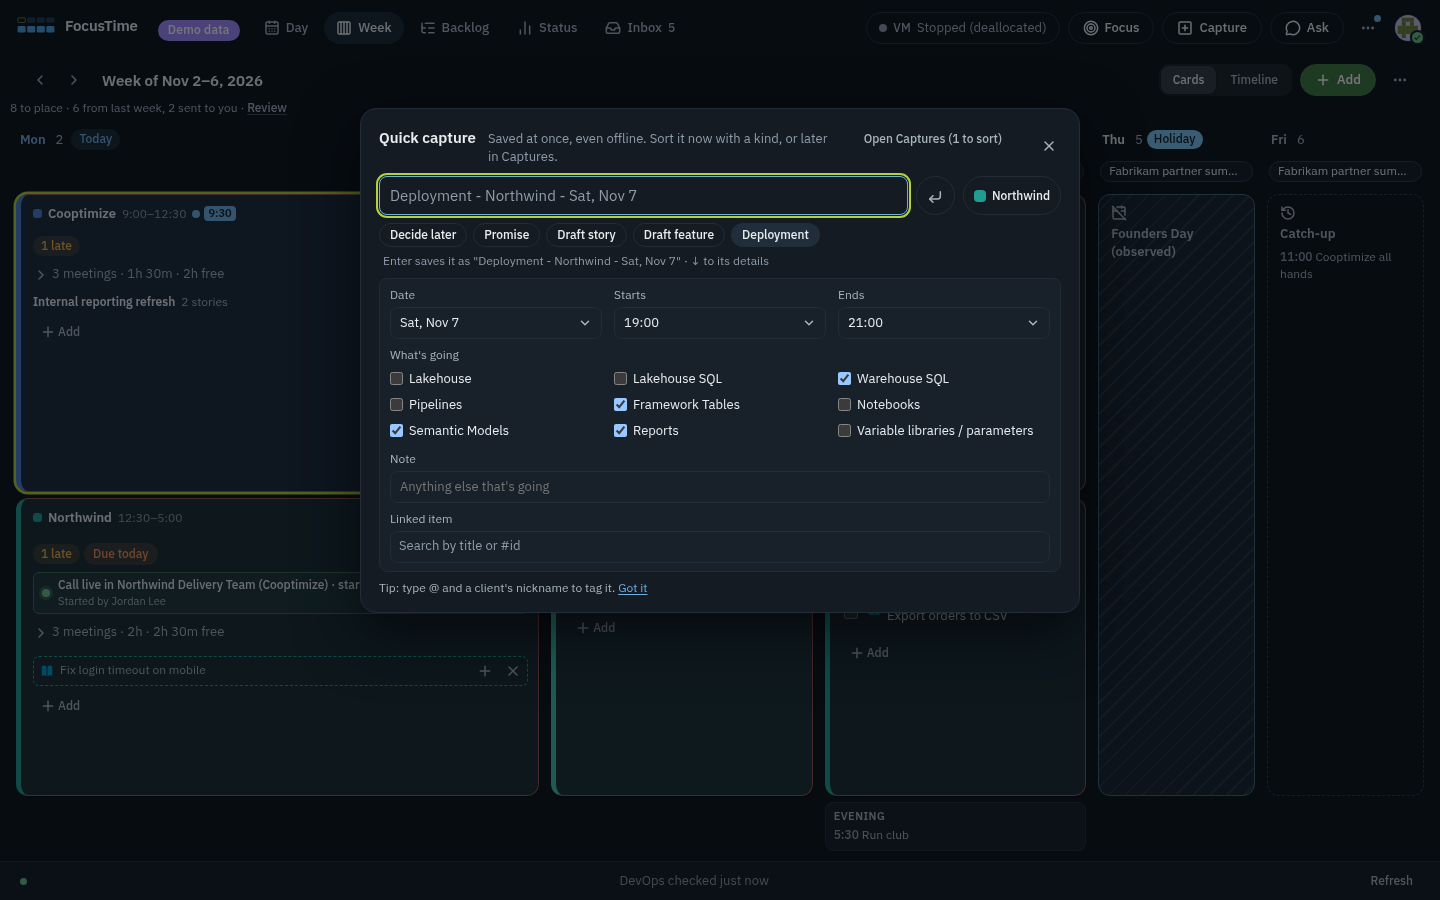 FocusTime
Demo data
Day
Week
Backlog
Status
Inbox 5
VM Stopped (deallocated)
Focus
Capture
Ask
Week of Nov 2–6, 2026
Cards
Timeline
Add
8 to place · 6 from last week, 2 sent to you · Review
Mon 2 Today
Thu 5 Holiday
Fri 6
Fabrikam partner sum...
Fabrikam partner sum...
Cooptimize 9:00–12:30 9:30
1 late
3 meetings · 1h 30m · 2h free
Internal reporting refresh 2 stories
Add
Northwind 12:30–5:00
1 late Due today
Call live in Northwind Delivery Team (Cooptimize) · star
Started by Jordan Lee
3 meetings · 2h · 2h 30m free
Fix login timeout on mobile
Add
Quick capture
Saved at once, even offline. Sort it now with a kind, or later
in Captures.
Open Captures (1 to sort)
Deployment - Northwind - Sat, Nov 7
Northwind
Decide later
Promise
Draft story
Draft feature
Deployment
Enter saves it as "Deployment - Northwind - Sat, Nov 7" · ↓ to its details
Date
Starts
Ends
Sat, Nov 7
19:00
21:00
What's going
Lakehouse
Lakehouse SQL
Warehouse SQL
Pipelines
Framework Tables
Notebooks
Semantic Models
Reports
Variable libraries / parameters
Note
Anything else that's going
Linked item
Search by title or #id
Tip: type @ and a client's nickname to tag it. Got it
Add
Export orders to CSV
Add
EVENING
5:30 Run club
Founders Day
(observed)
Catch-up
11:00 Cooptimize all
hands
DevOps checked just now
Refresh